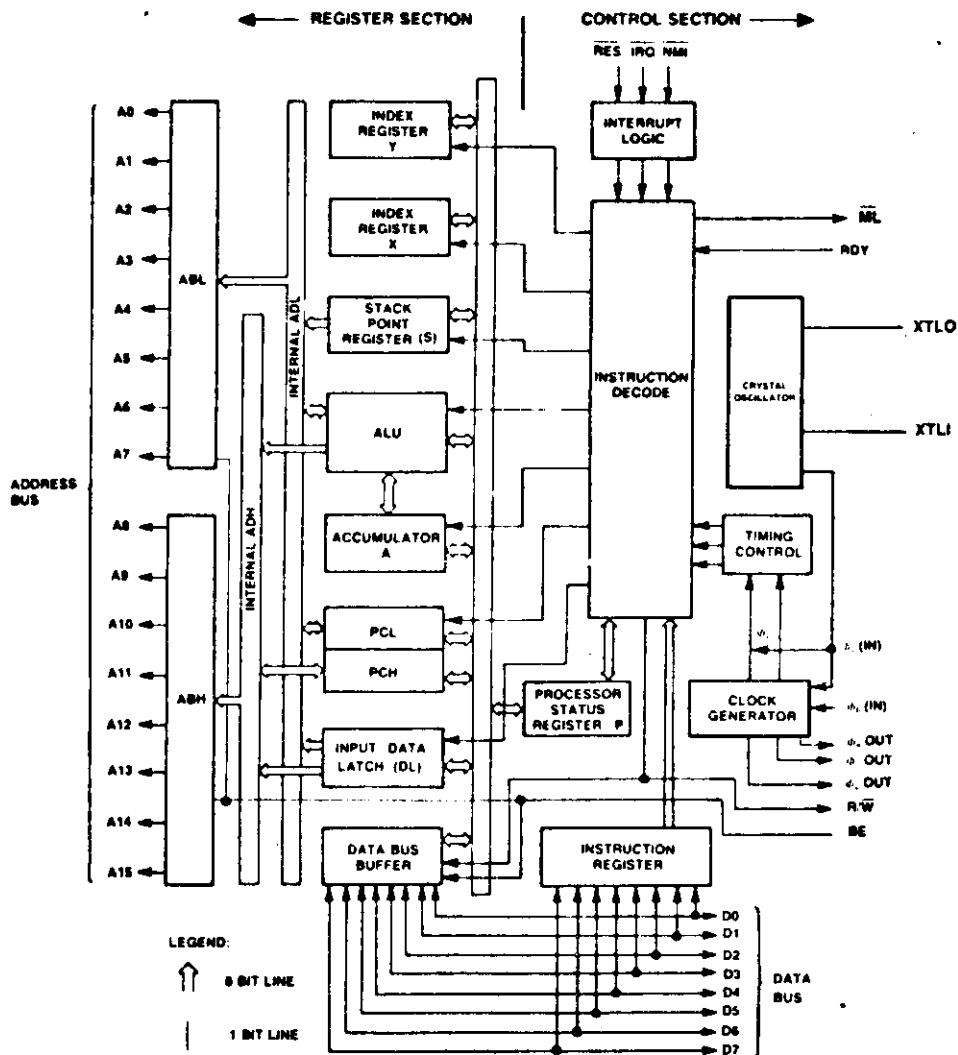 REGISTER SECTION
CONTROL SECTION
RES IRQ NMI
INTERRUPT
LOGIC
A0
A1
A2
A3
A4
A5
A6
A7
ABL
ADDRESS
BUS
A8
A9
A10
A11
A12
A13
A14
A15
ABH
INTERNAL ADH
INTERNAL ADL
INDEX
REGISTER
Y
INDEX
REGISTER
X
STACK
POINT
REGISTER (S)
ALU
ACCUMULATOR
A
PCL
PCH
INPUT DATA
LATCH (DL)
DATA BUS
BUFFER
INSTRUCTION
DECODE
PROCESSOR
STATUS
REGISTER P
INSTRUCTION
REGISTER
ML
RDY
CRYSTAL
OSCILLATOR
XTLO
XTLI
TIMING
CONTROL
(IN)
CLOCK
GENERATOR
(IN)
OUT
OUT
OUT
R/W
BE
D0
D1
D2
D3
D4
D5
D6
D7
DATA
BUS
LEGEND:
8 BIT LINE
1 BIT LINE